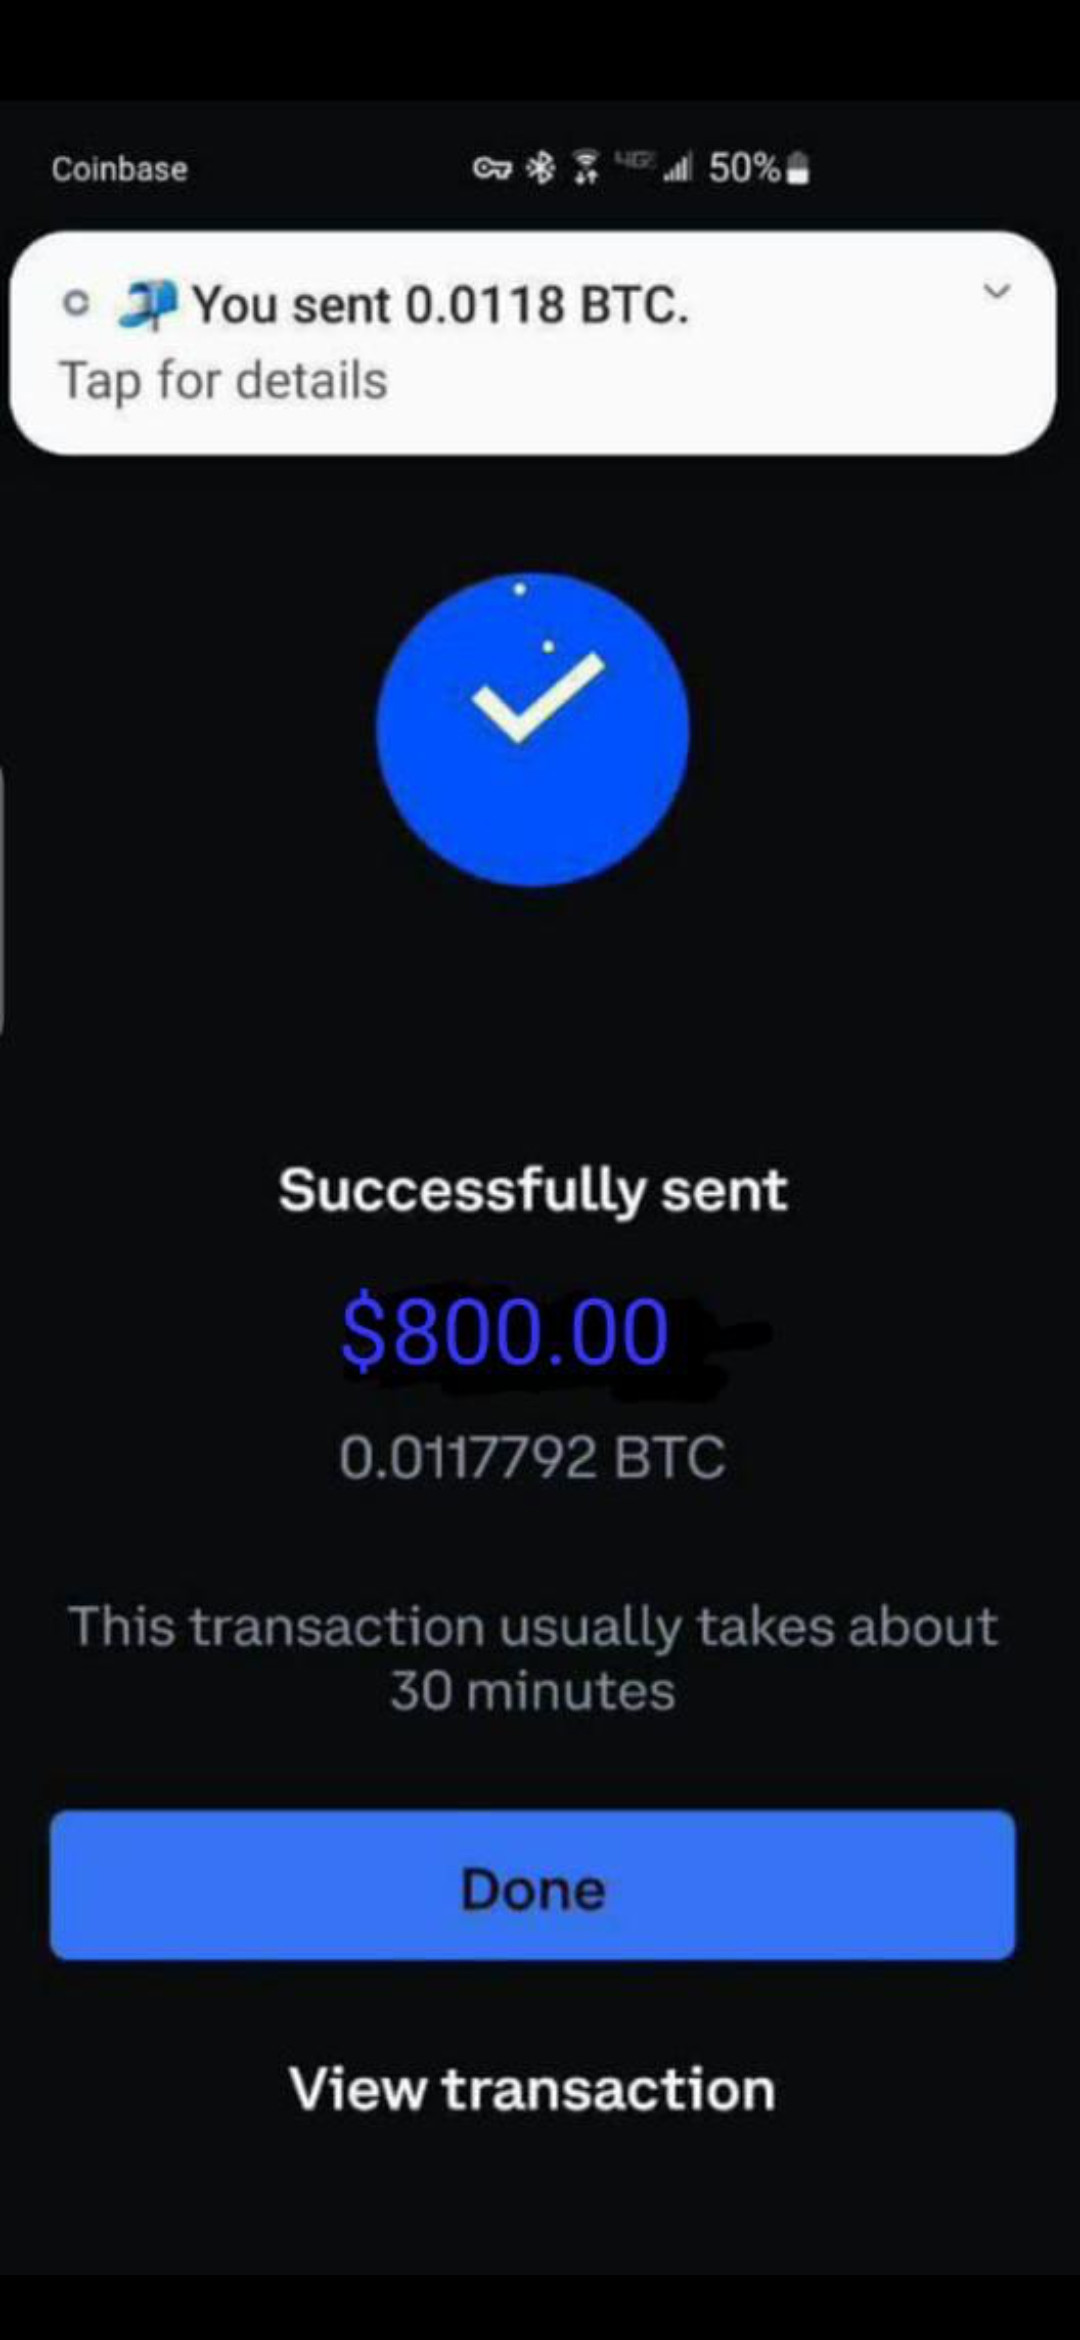 Coinbase 4GE 50%
C You sent 0.0118 BTC.
Tap for details
Successfully sent
$800.00
0.0117792 BTC
This transaction usually takes about
30 minutes
Done
View transaction